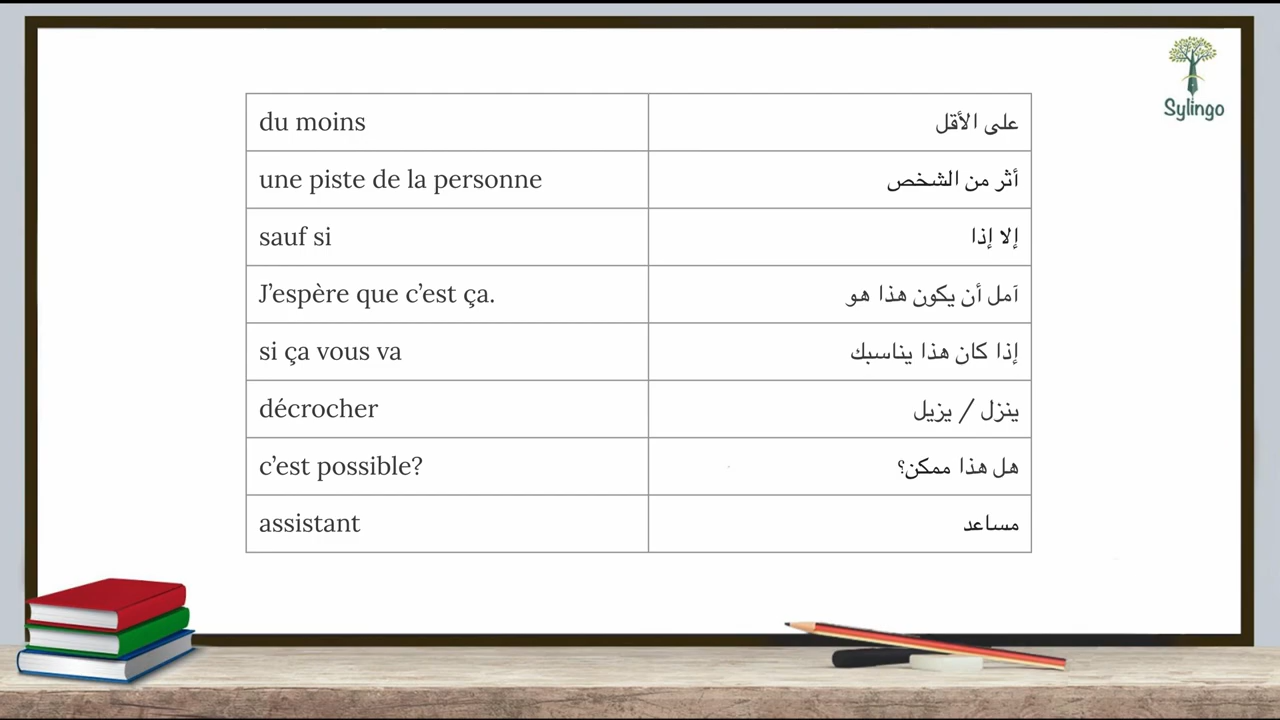 Sylingo
du moins
على الأقل
une piste de la personne
أثر من الشخص
sauf si
إلا إذا
J’espère que c’est ça.
آمل أن يكون هذا هو
si ça vous va
إذا كان هذا يناسبك
décrocher
ينزل / يزيل
c’est possible?
هل هذا ممكن؟
assistant
مساعد